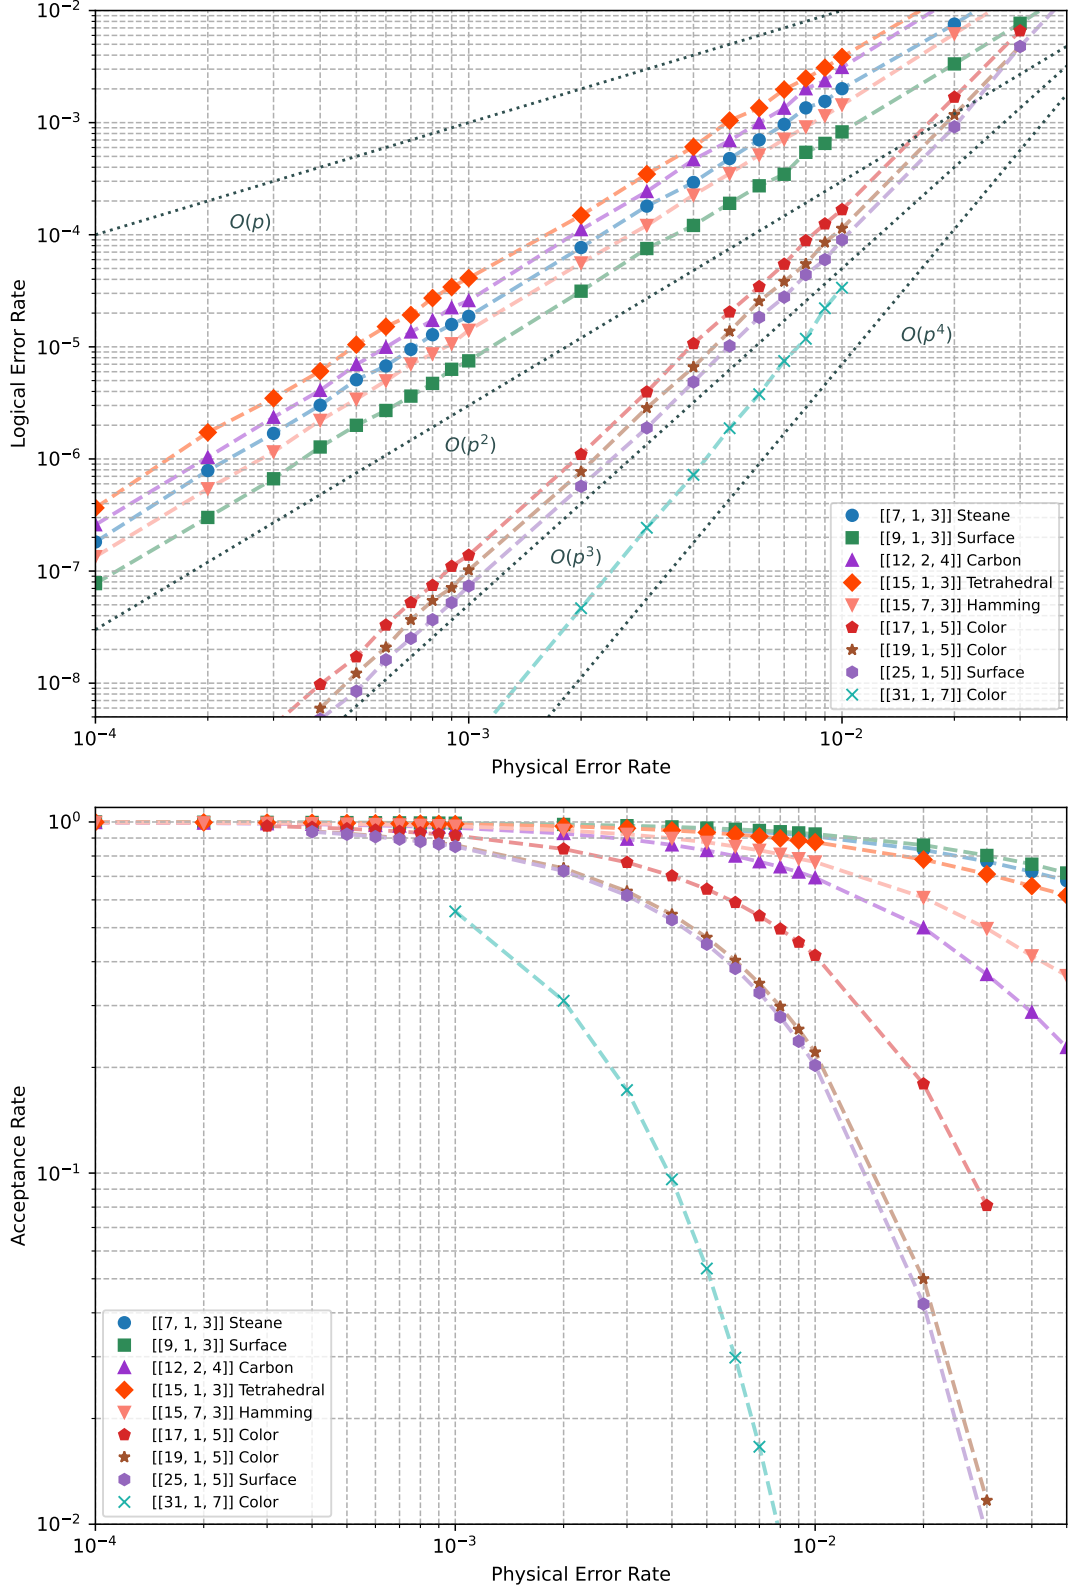 10⁻²
10⁻³
10⁻⁴
10⁻⁵
10⁻⁶
10⁻⁷
10⁻⁸
Logical Error Rate
O(p)
O(p²)
O(p³)
O(p⁴)
[[7, 1, 3]] Steane
[[9, 1, 3]] Surface
[[12, 2, 4]] Carbon
[[15, 1, 3]] Tetrahedral
[[15, 7, 3]] Hamming
[[17, 1, 5]] Color
[[19, 1, 5]] Color
[[25, 1, 5]] Surface
[[31, 1, 7]] Color
10⁻⁴ 10⁻³ 10⁻²
Physical Error Rate
10⁰
10⁻¹
10⁻²
Acceptance Rate
[[7, 1, 3]] Steane
[[9, 1, 3]] Surface
[[12, 2, 4]] Carbon
[[15, 1, 3]] Tetrahedral
[[15, 7, 3]] Hamming
[[17, 1, 5]] Color
[[19, 1, 5]] Color
[[25, 1, 5]] Surface
[[31, 1, 7]] Color
10⁻⁴ 10⁻³ 10⁻²
Physical Error Rate